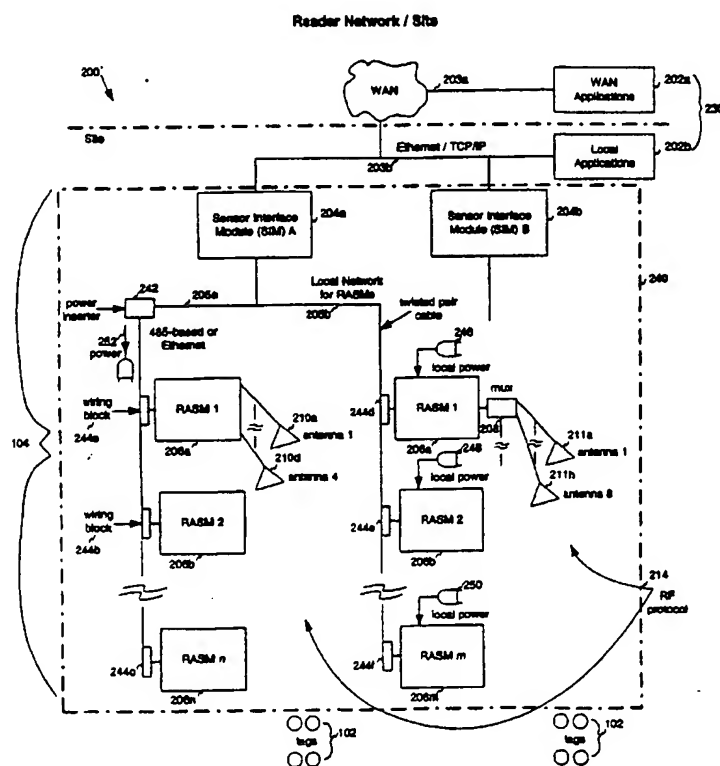 Reader Network / Site
200
WAN
203a
WAN
Applications
202a
Site
Ethernet / TCP/IP
203b
Local
Applications
202b
Sensor Interface
Module (SIM) A
204a
Sensor Interface
Module (SIM) B
204b
240
242
205a
Local Network
for RASMs
205b
twisted pair
cable
power
inserter
252
power
485-based or
Ethernet
246
local power
mux
208
wiring
block
244a
RASM 1
206a
210a
antenna 1
210d
antenna 4
244d
RASM 1
206a
211a
antenna 1
211h
antenna 8
104
248
local power
wiring
block
244b
RASM 2
206b
244e
RASM 2
206b
214
RF
protocol
250
local power
244c
RASM n
206n
244f
RASM m
206m
102
tags
102
tags